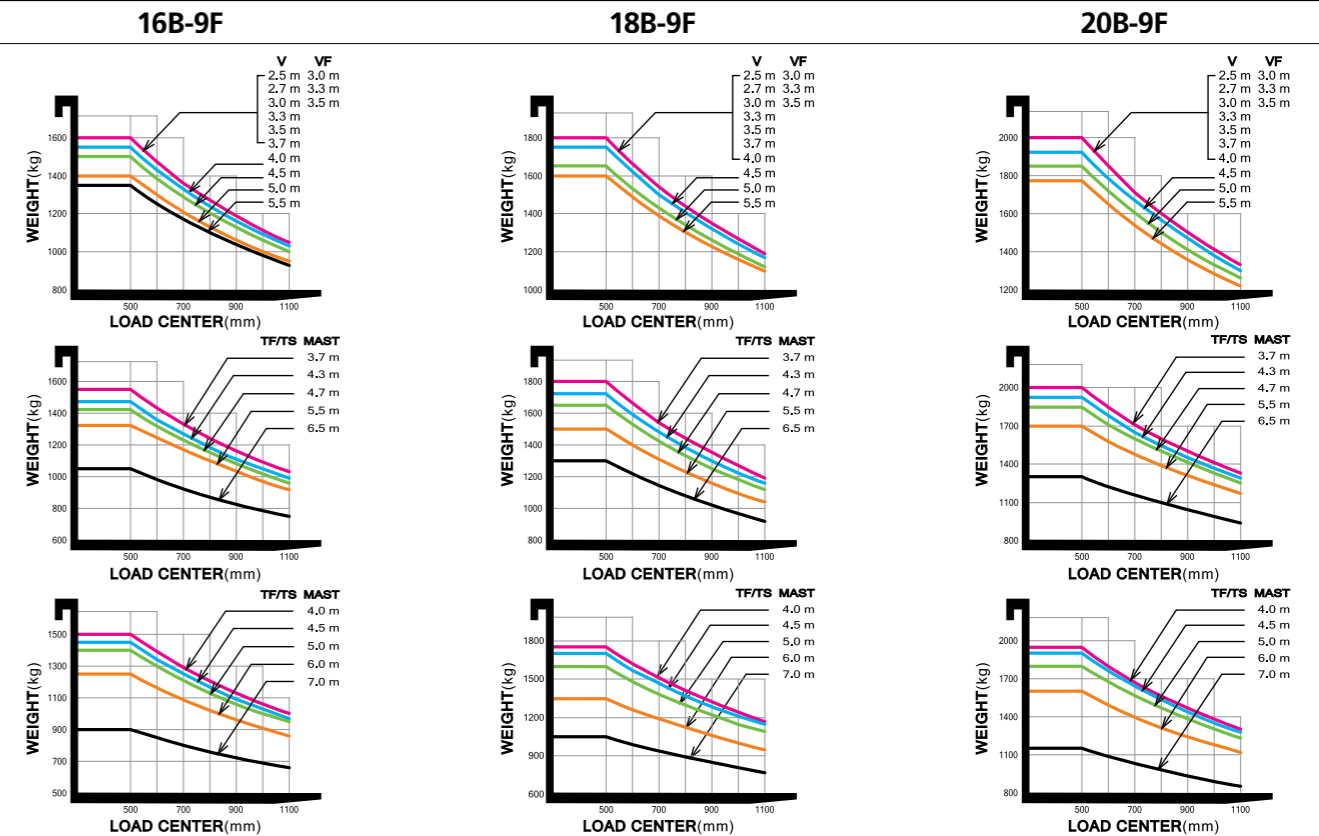 16B-9F 18B-9F 20B-9F
V VF
2.5 m 3.0 m
2.7 m 3.3 m
3.0 m 3.5 m
3.3 m
3.5 m
3.7 m
4.0 m
4.5 m
5.0 m
5.5 m
WEIGHT(kg)
1600
1400
1200
1000
800
500 700 900 1100
LOAD CENTER(mm)
V VF
2.5 m 3.0 m
2.7 m 3.3 m
3.0 m 3.5 m
3.3 m
3.5 m
3.7 m
4.0 m
4.5 m
5.0 m
5.5 m
WEIGHT(kg)
1800
1600
1400
1200
1000
500 700 900 1100
LOAD CENTER(mm)
V VF
2.5 m 3.0 m
2.7 m 3.3 m
3.0 m 3.5 m
3.3 m
3.5 m
3.7 m
4.0 m
4.5 m
5.0 m
5.5 m
WEIGHT(kg)
2000
1800
1600
1400
1200
500 700 900 1100
LOAD CENTER(mm)
TF/TS MAST
3.7 m
4.3 m
4.7 m
5.5 m
6.5 m
WEIGHT(kg)
1600
1400
1200
1000
800
600
500 700 900 1100
LOAD CENTER(mm)
TF/TS MAST
3.7 m
4.3 m
4.7 m
5.5 m
6.5 m
WEIGHT(kg)
1800
1600
1400
1200
1000
800
500 700 900 1100
LOAD CENTER(mm)
TF/TS MAST
3.7 m
4.3 m
4.7 m
5.5 m
6.5 m
WEIGHT(kg)
2000
1700
1400
1100
800
500 700 900 1100
LOAD CENTER(mm)
TF/TS MAST
4.0 m
4.5 m
5.0 m
6.0 m
7.0 m
WEIGHT(kg)
1500
1300
1100
900
700
500
500 700 900 1100
LOAD CENTER(mm)
TF/TS MAST
4.0 m
4.5 m
5.0 m
6.0 m
7.0 m
WEIGHT(kg)
1800
1500
1200
900
600
500 700 900 1100
LOAD CENTER(mm)
TF/TS MAST
4.0 m
4.5 m
5.0 m
6.0 m
7.0 m
WEIGHT(kg)
2000
1700
1400
1100
800
500 700 900 1100
LOAD CENTER(mm)